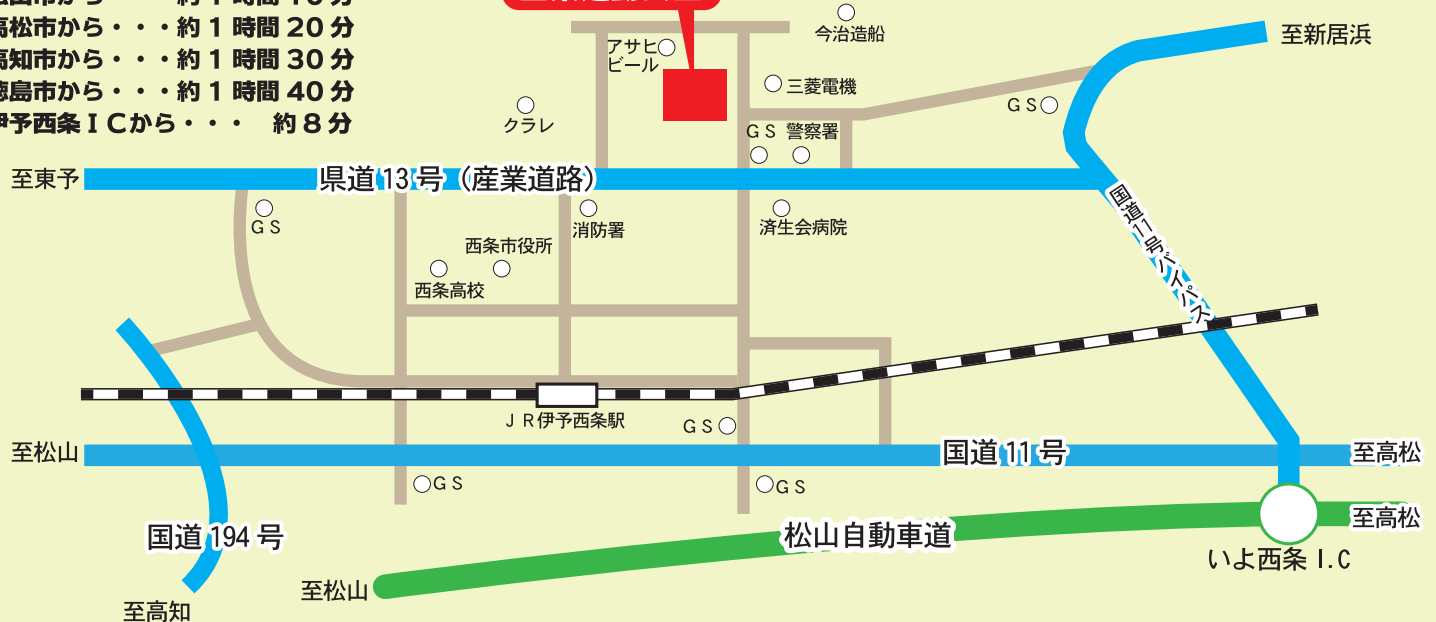 高松市から・・・約1時間20分
高知市から・・・約1時間30分
徳島市から・・・約1時間40分
伊予西条ＩＣから・・・　約8分
アサヒ
ビール
今治造船
至新居浜
三菱電機
ＧＳ
クラレ
ＧＳ
警察署
至東予
県道13号（産業道路）
国道11号バイパス
ＧＳ
消防署
済生会病院
西条市役所
西条高校
ＪＲ伊予西条駅
ＧＳ
至松山
国道11号
至高松
ＧＳ
ＧＳ
至高松
国道194号
松山自動車道
いよ西条I.C
至松山
至高知